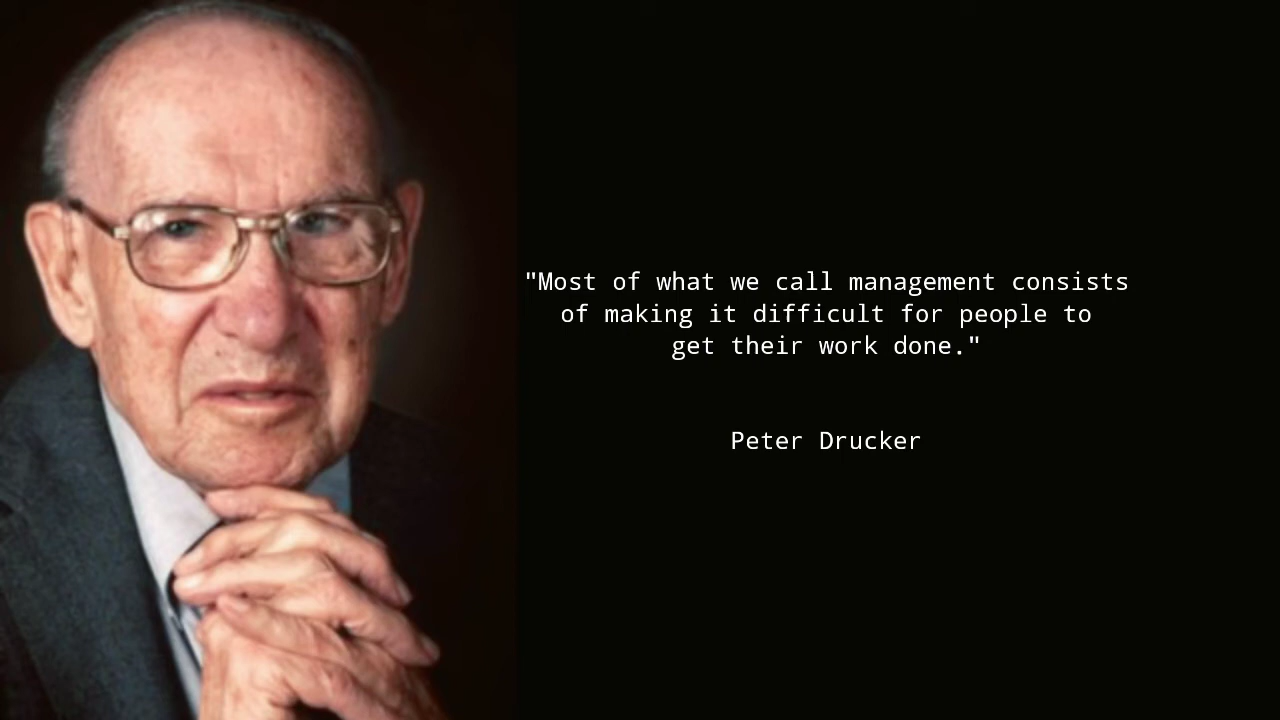 "Most of what we call management consists
of making it difficult for people to
get their work done."
Peter Drucker